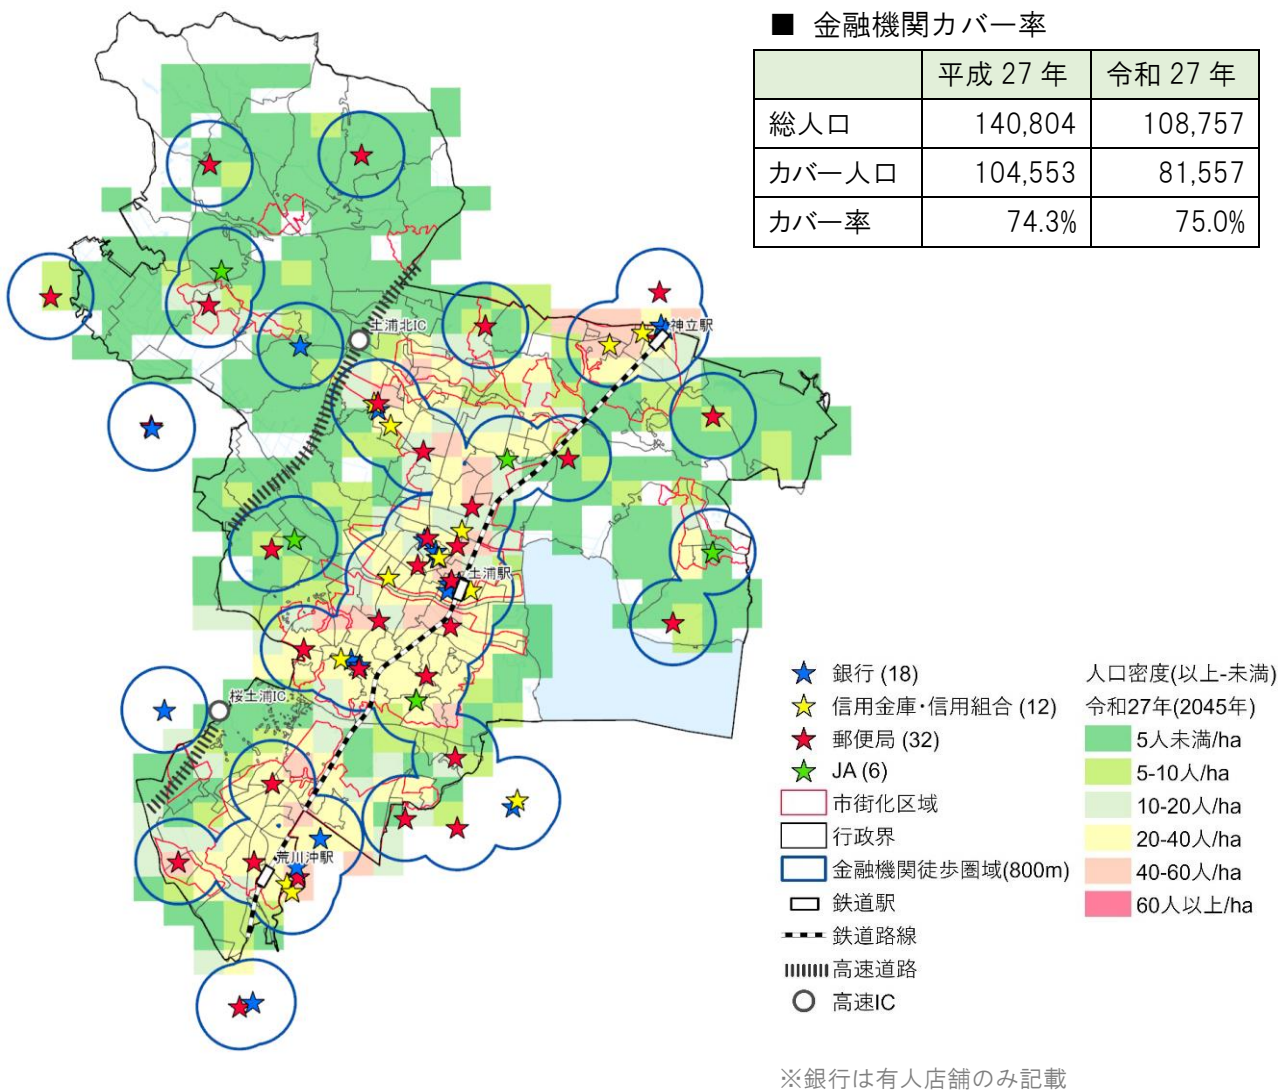 ■ 金融機関カバー率
平成 27 年 令和 27 年
総人口 140,804 108,757
カバー人口 104,553 81,557
カバー率 74.3% 75.0%
土浦北IC
神立駅
土浦駅
桜土浦IC
荒川沖駅
銀行 (18)
信用金庫・信用組合 (12)
郵便局 (32)
JA (6)
市街化区域
行政界
金融機関徒歩圏域(800m)
鉄道駅
鉄道路線
高速道路
高速IC
人口密度(以上-未満)
令和27年(2045年)
5人未満/ha
5-10人/ha
10-20人/ha
20-40人/ha
40-60人/ha
60人以上/ha
※銀行は有人店舗のみ記載